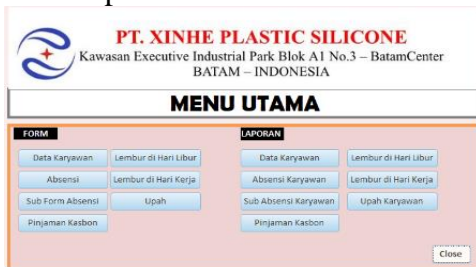 PT. XINHE PLASTIC SILICONE
Kawasan Executive Industrial Park Blok A1 No.3 – BatamCenter
BATAM – INDONESIA
MENU UTAMA
FORM LAPORAN
Data Karyawan Lembur di Hari Libur Data Karyawan Lembur di Hari Libur
Absensi Lembur di Hari Kerja Absensi Karyawan Lembur di Hari Kerja
Sub Form Absensi Upah Sub Absensi Karyawan Upah Karyawan
Pinjaman Kasbon Pinjaman Kasbon
Close